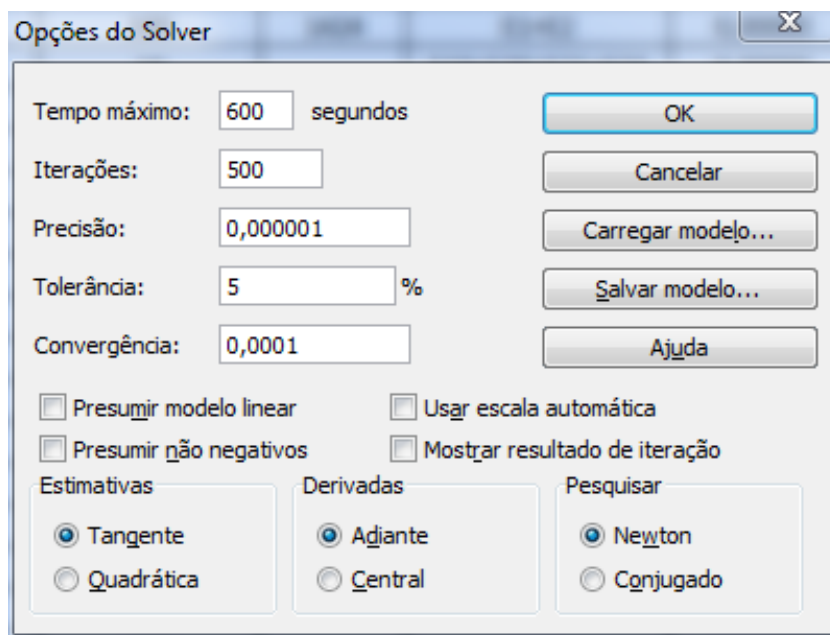 Opções do Solver
Tempo máximo: 600 segundos OK
Iterações: 500 Cancelar
Precisão: 0,000001 Carregar modelo...
Tolerância: 5 % Salvar modelo...
Convergência: 0,0001 Ajuda
Presumir modelo linear Usar escala automática
Presumir não negativos Mostrar resultado de iteração
Estimativas Derivadas Pesquisar
Tangente Adiante Newton
Quadrática Central Conjugado